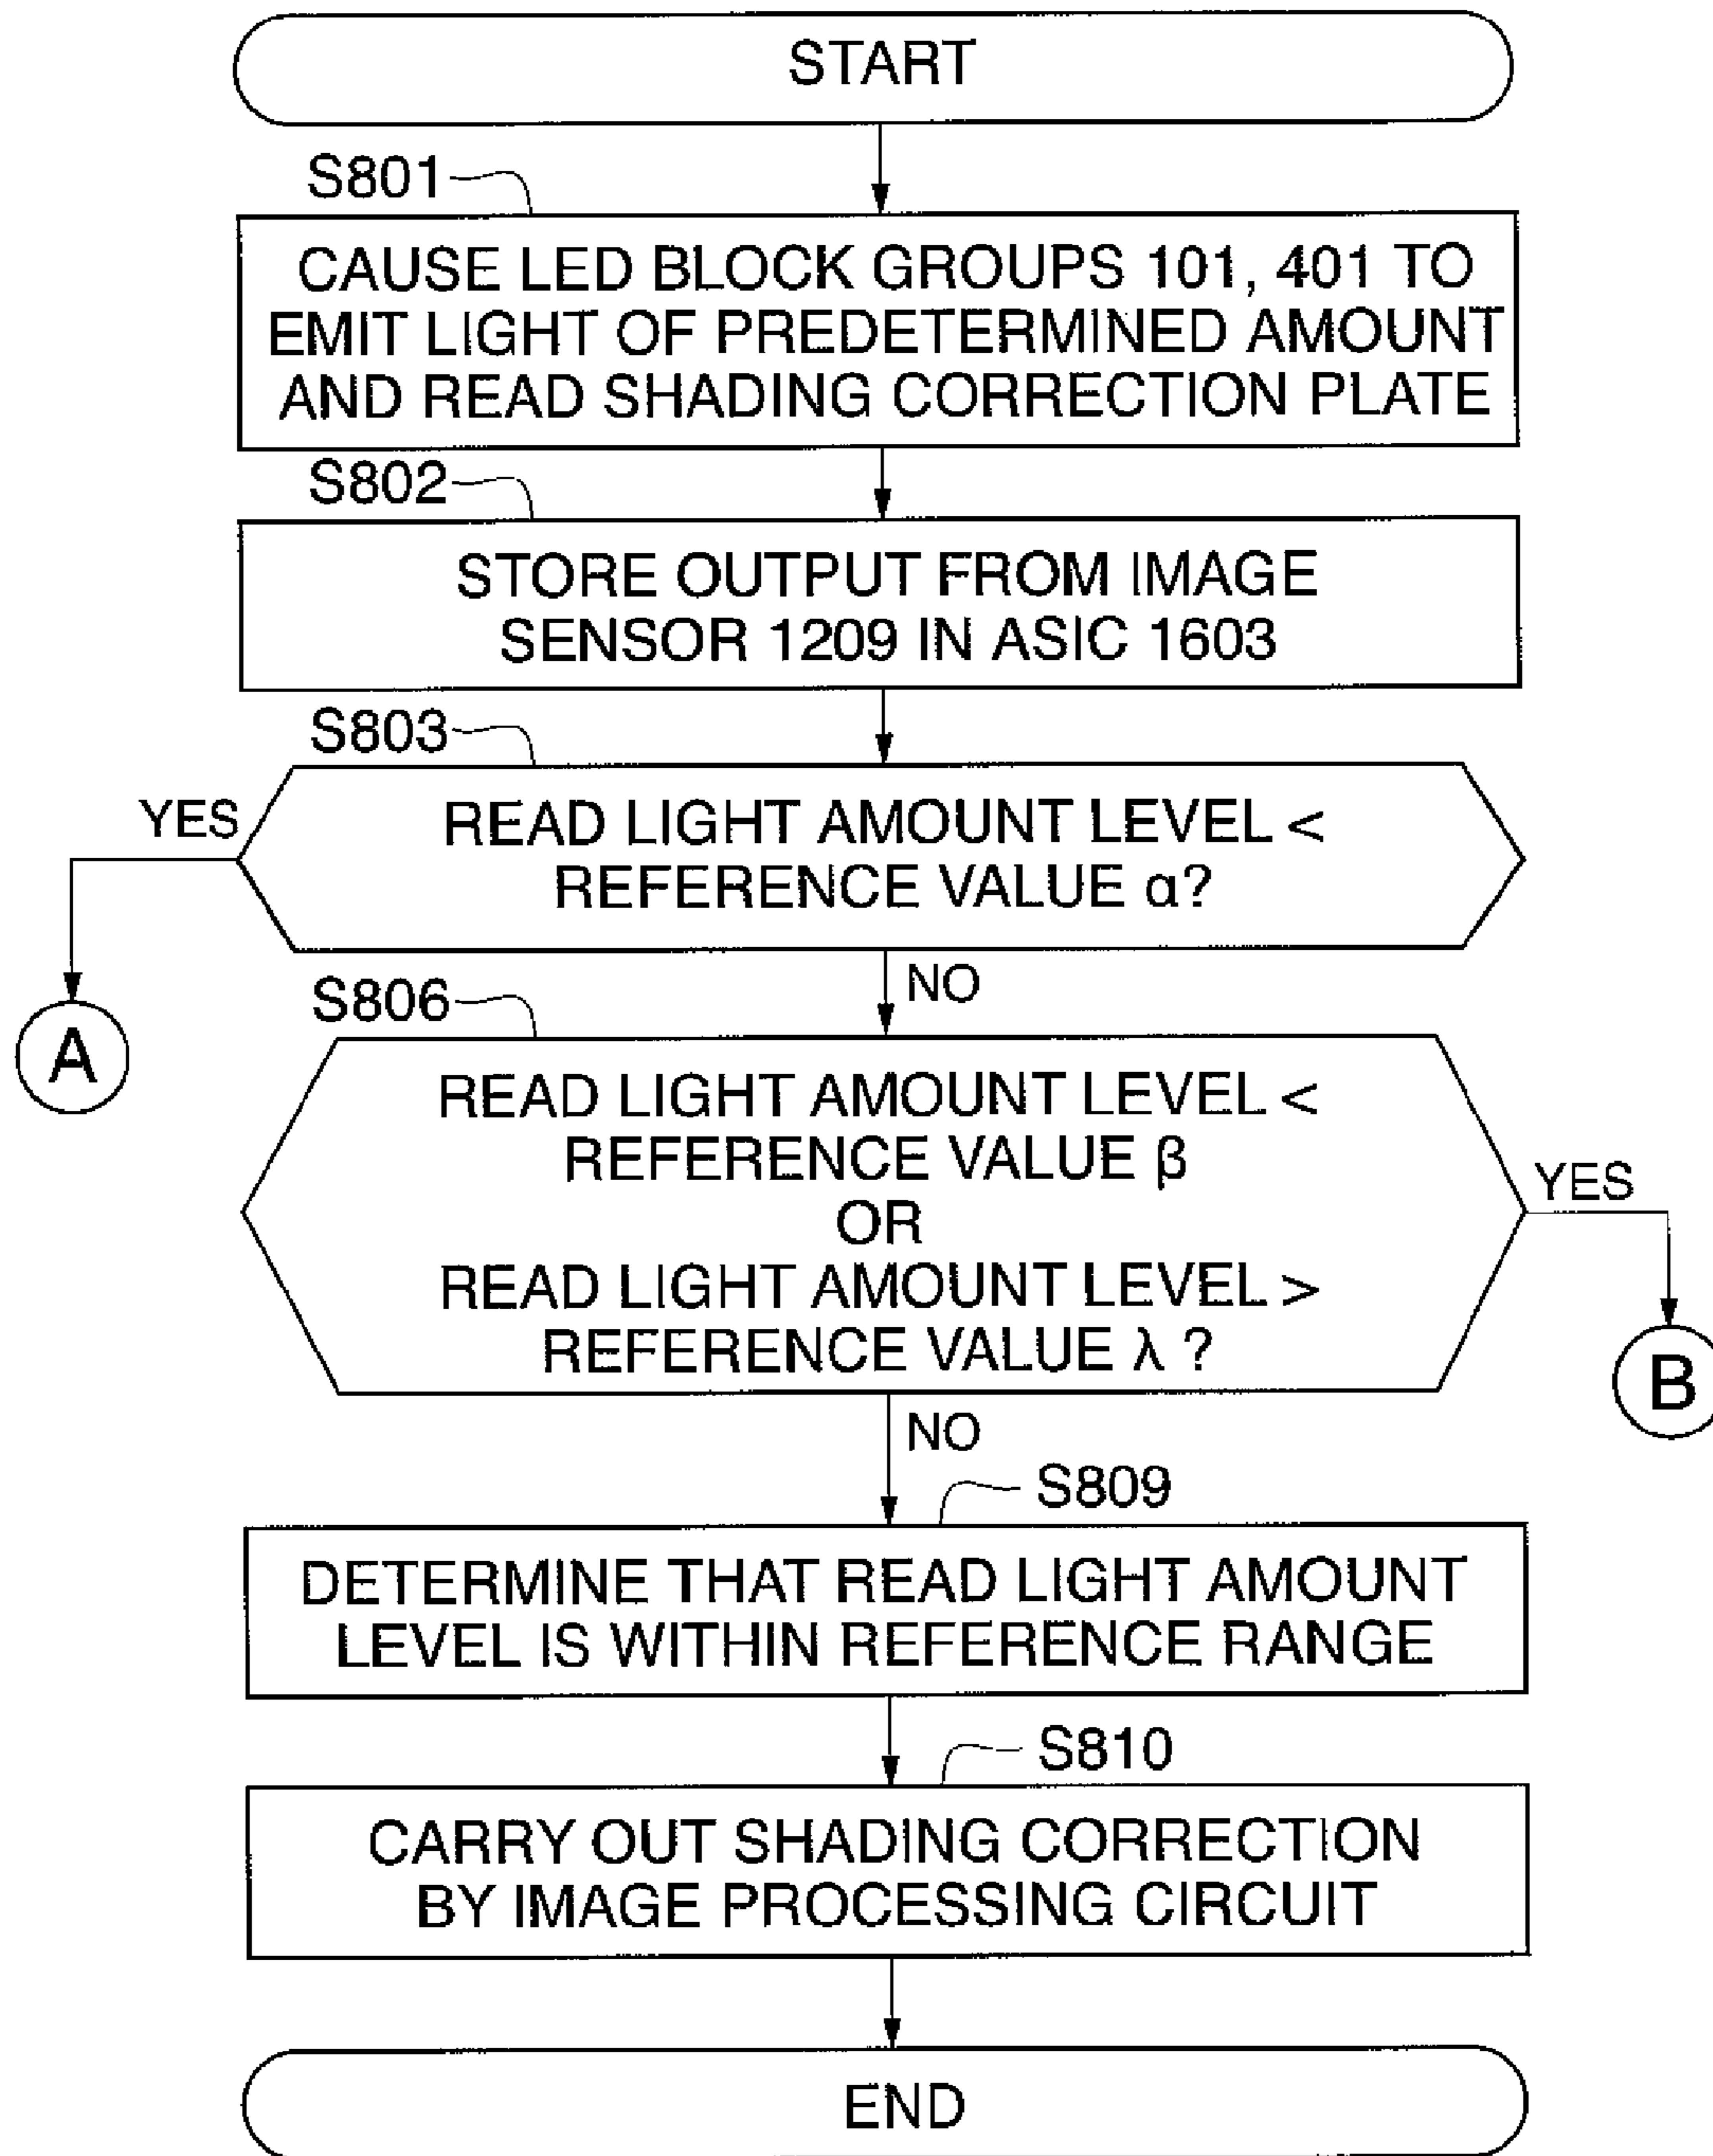 START
S801
CAUSE LED BLOCK GROUPS 101, 401 TO
EMIT LIGHT OF PREDETERMINED AMOUNT
AND READ SHADING CORRECTION PLATE
S802
STORE OUTPUT FROM IMAGE
SENSOR 1209 IN ASIC 1603
S803
YES
READ LIGHT AMOUNT LEVEL <
REFERENCE VALUE α?
A
NO
S806
READ LIGHT AMOUNT LEVEL <
REFERENCE VALUE β
OR
READ LIGHT AMOUNT LEVEL >
REFERENCE VALUE λ ?
YES
B
NO
S809
DETERMINE THAT READ LIGHT AMOUNT
LEVEL IS WITHIN REFERENCE RANGE
S810
CARRY OUT SHADING CORRECTION
BY IMAGE PROCESSING CIRCUIT
END